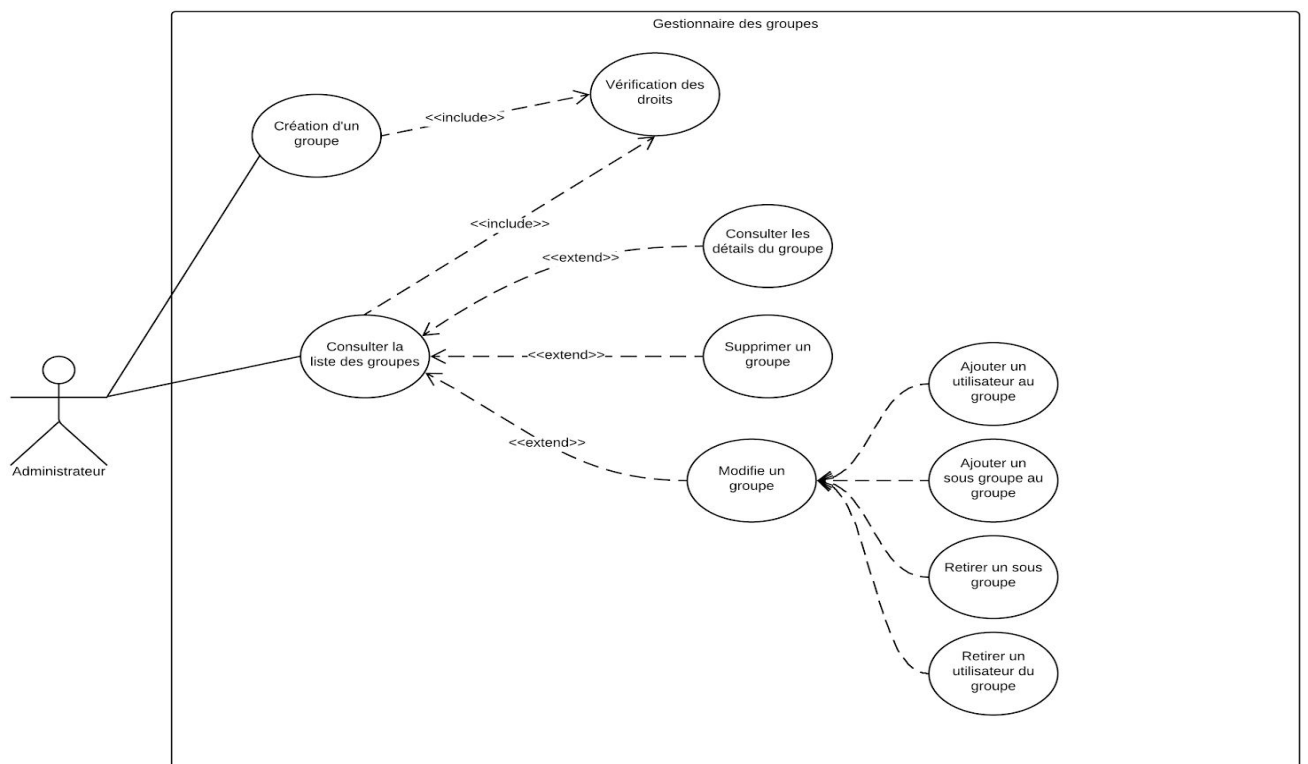 Gestionnaire des groupes
Vérification des
droits
Création d'un
groupe
<<include>>
<<include>>
Consulter les
détails du groupe
<<extend>>
Consulter la
liste des groupes
<<extend>>
Supprimer un
groupe
Ajouter un
utilisateur au
groupe
<<extend>>
Modifie un
groupe
Ajouter un
sous groupe au
groupe
Administrateur
Retirer un sous
groupe
Retirer un
utilisateur du
groupe